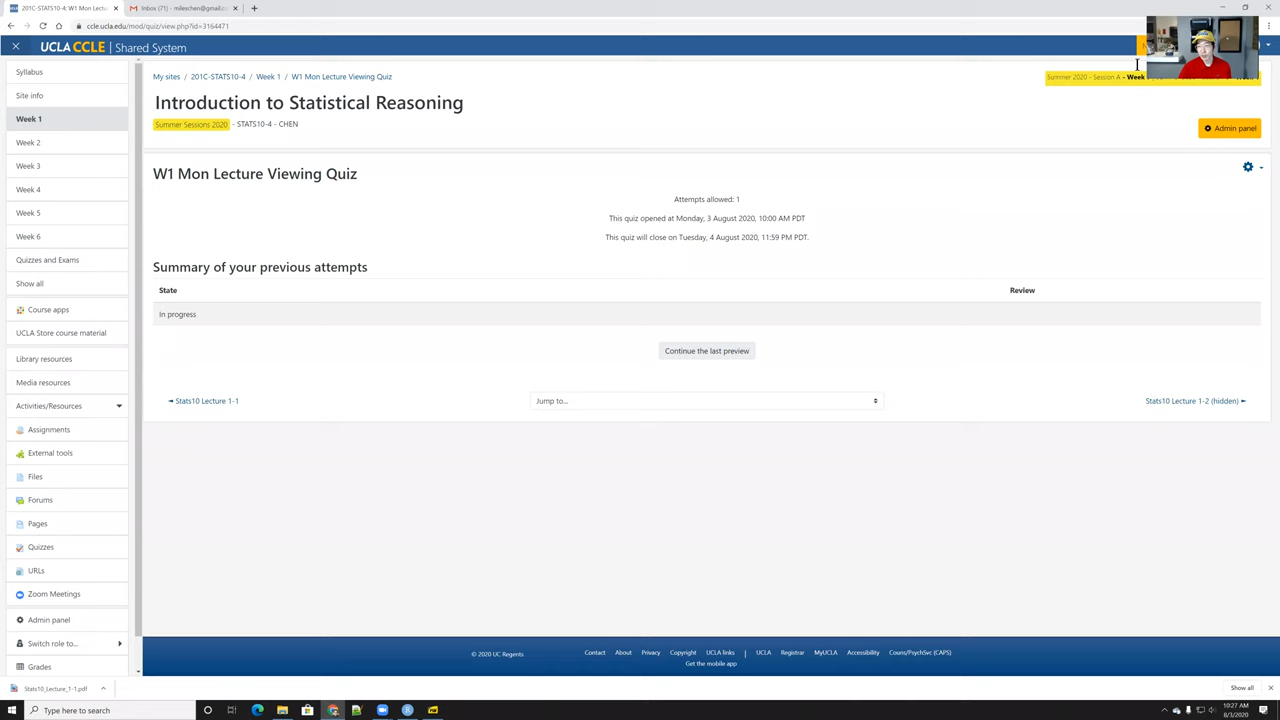 201C-STATS10-4: W1 Mon Lectu
Inbox (71) - mileschen@gmail.c
ccle.ucla.edu/mod/quiz/view.php?id=3164471
UCLA CCLE | Shared System
Syllabus
Site info
Week 1
Week 2
Week 3
Week 4
Week 5
Week 6
Quizzes and Exams
Show all
Course apps
UCLA Store course material
Library resources
Media resources
Activities/Resources
Assignments
External tools
Files
Forums
Pages
Quizzes
URLs
Zoom Meetings
Admin panel
Switch role to...
Grades
My sites / 201C-STATS10-4 / Week 1 / W1 Mon Lecture Viewing Quiz
Summer 2020 - Session A - Week
Introduction to Statistical Reasoning
Summer Sessions 2020 - STATS10-4 - CHEN
Admin panel
W1 Mon Lecture Viewing Quiz
Attempts allowed: 1
This quiz opened at Monday, 3 August 2020, 10:00 AM PDT
This quiz will close on Tuesday, 4 August 2020, 11:59 PM PDT.
Summary of your previous attempts
State Review
In progress
Continue the last preview
◄ Stats10 Lecture 1-1
Jump to...
Stats10 Lecture 1-2 (hidden) ►
© 2020 UC Regents
Contact About Privacy Copyright UCLA links | UCLA Registrar MyUCLA Accessibility Couns/PsychSvc (CAPS)
Get the mobile app
Stats10_Lecture_1-1.pdf
Show all
Type here to search
10:27 AM
8/3/2020